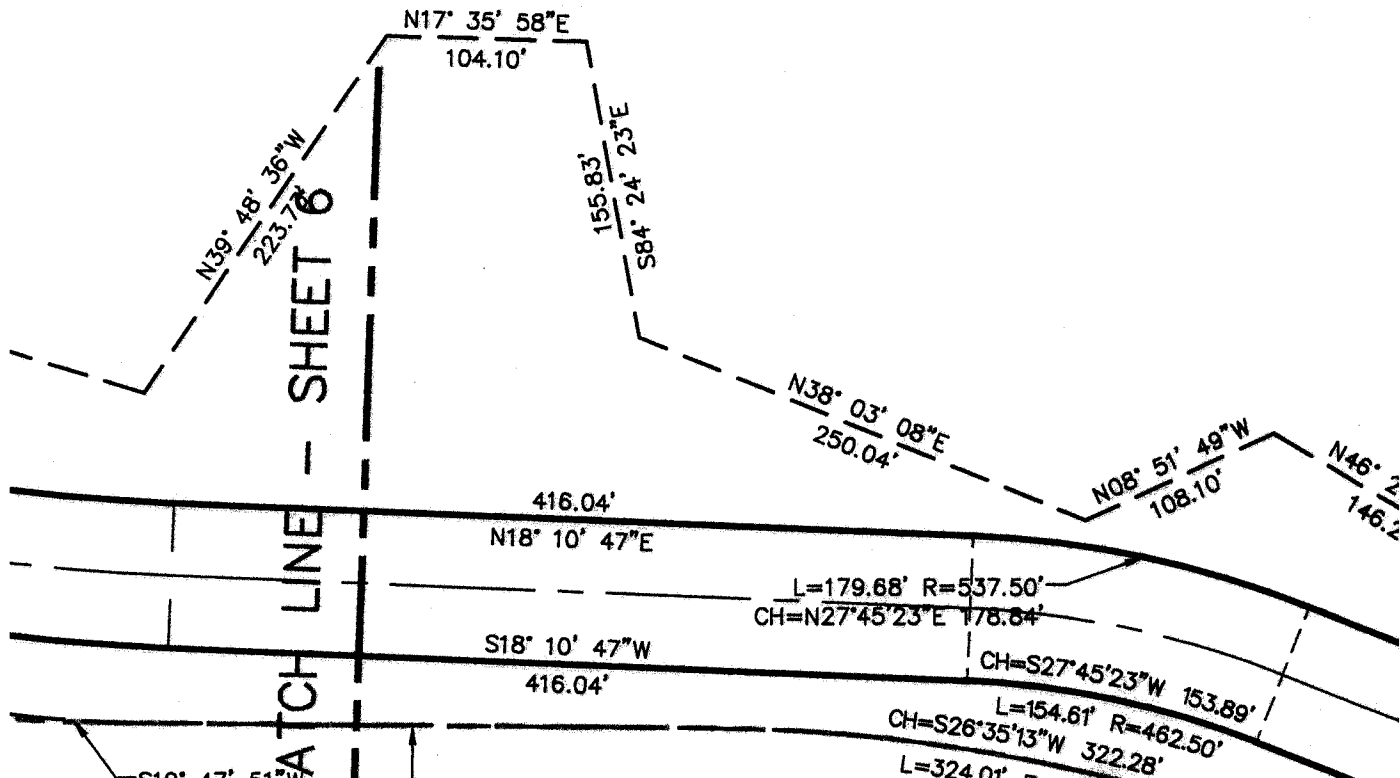 N17° 35' 58"E
104.10'
N39° 48' 36"W
155.83'
S84° 24' 23"E
MATCH LINE - SHEET 6
N38° 03' 08"E
250.04'
N08° 51' 49"W
108.10'
N46°
416.04'
N18° 10' 47"E
L=179.68' R=537.50'
CH=N27°45'23"E 178.84'
S18° 10' 47"W
416.04'
CH=S27°45'23"W 153.89'
L=154.61' R=462.50'
CH=S26°35'13"W 322.28'
L=324.01'